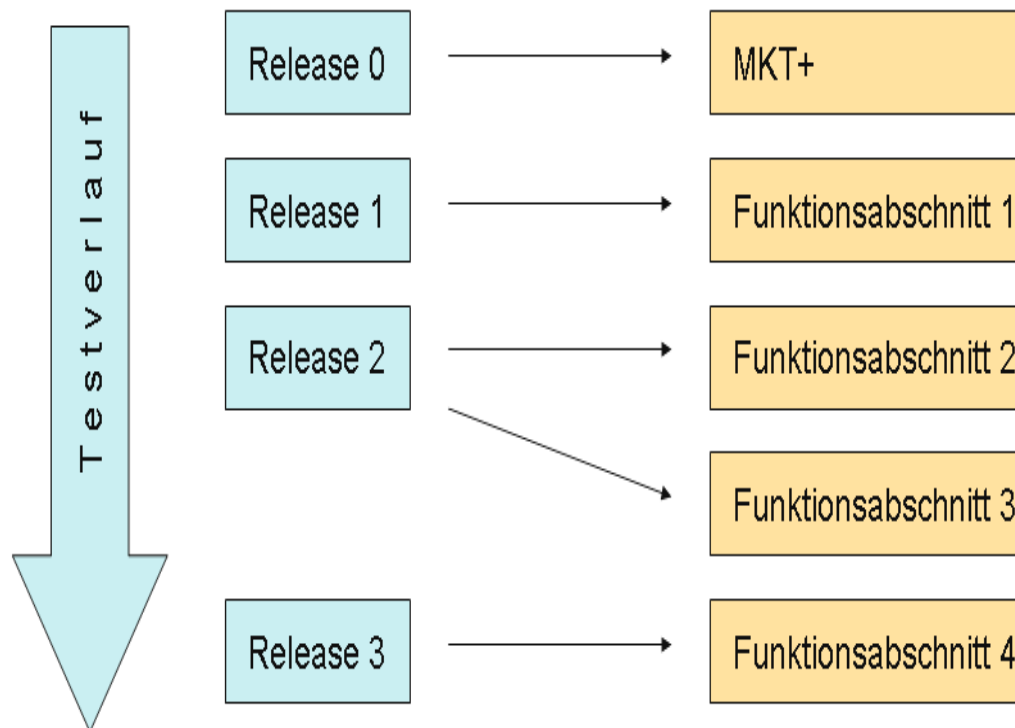 Testverlauf
Release 0
MKT+
Release 1
Funktionsabschnitt 1
Release 2
Funktionsabschnitt 2
Funktionsabschnitt 3
Release 3
Funktionsabschnitt 4